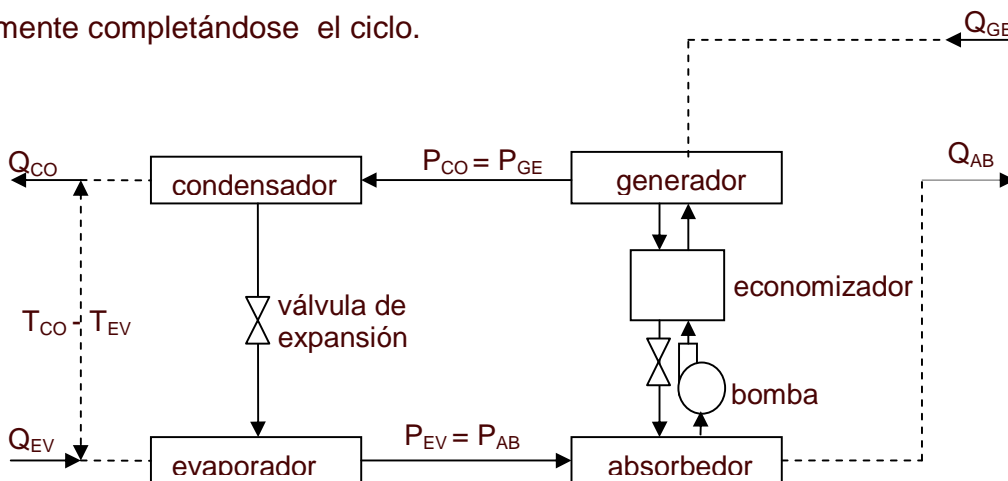 mente completándose el ciclo.
Q_GE
Q_CO
condensador
P_CO = P_GE
generador
Q_AB
economizador
válvula de
expansión
T_CO - T_EV
bomba
Q_EV
evaporador
P_EV = P_AB
absorbedor